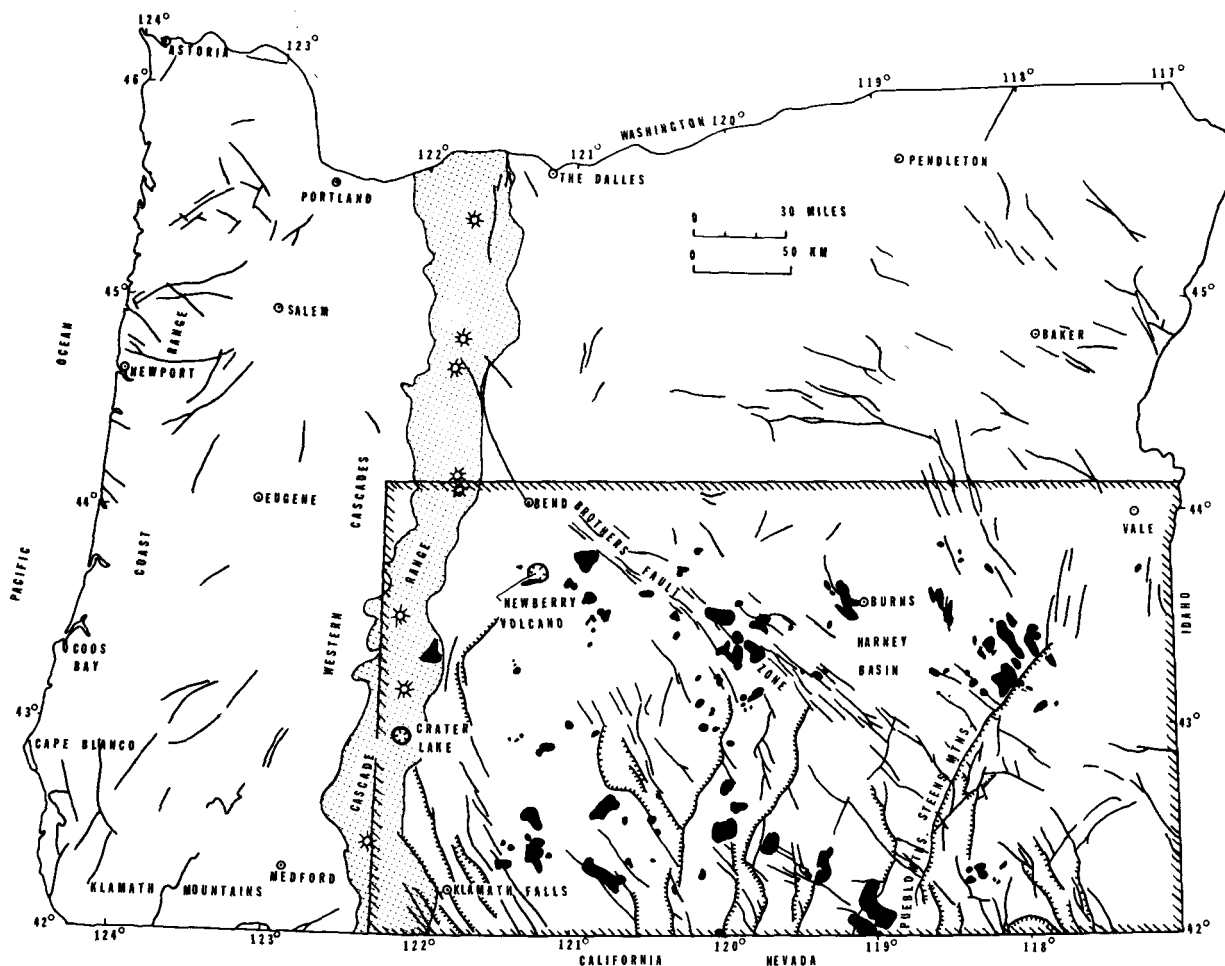 124°
123°
ASTORIA
46°
119°
118°
117°
WASHINGTON 120°
122°
121°
PORTLAND
THE DALLES
PENDLETON
0 30 MILES
0 50 KM
45°
45°
SALEM
BAKER
PACIFIC OCEAN
COAST RANGE
NEWPORT
44°
EUGENE
WESTERN CASCADES
CASCADE RANGE
BEND
BROTHERS FAULT ZONE
44°
VALE
NEWBERRY
VOLCANO
BURNS
HARNEY
BASIN
IDAHO
COOS
BAY
43°
43°
CAPE BLANCO
CRATER
LAKE
PUEBLO MTNS. STEENS MTNS.
MEDFORD
KLAMATH MOUNTAINS
KLAMATH FALLS
42°
42°
124°
123°
122°
121°
120°
119°
118°
CALIFORNIA
NEVADA